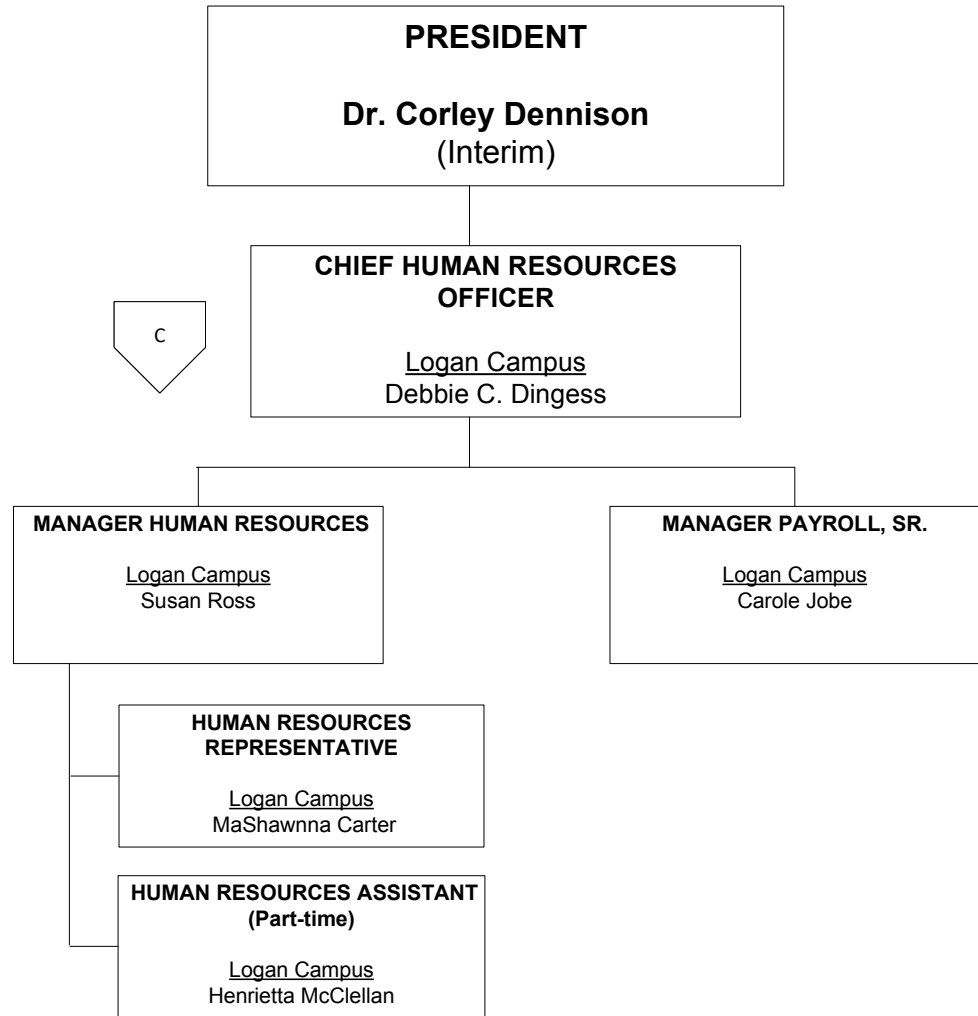 PRESIDENT
Dr. Corley Dennison
(Interim)
CHIEF HUMAN RESOURCES
OFFICER
Logan Campus
Debbie C. Dingess
C
MANAGER HUMAN RESOURCES
Logan Campus
Susan Ross
MANAGER PAYROLL, SR.
Logan Campus
Carole Jobe
HUMAN RESOURCES
REPRESENTATIVE
Logan Campus
MaShawnna Carter
HUMAN RESOURCES ASSISTANT
(Part-time)
Logan Campus
Henrietta McClellan